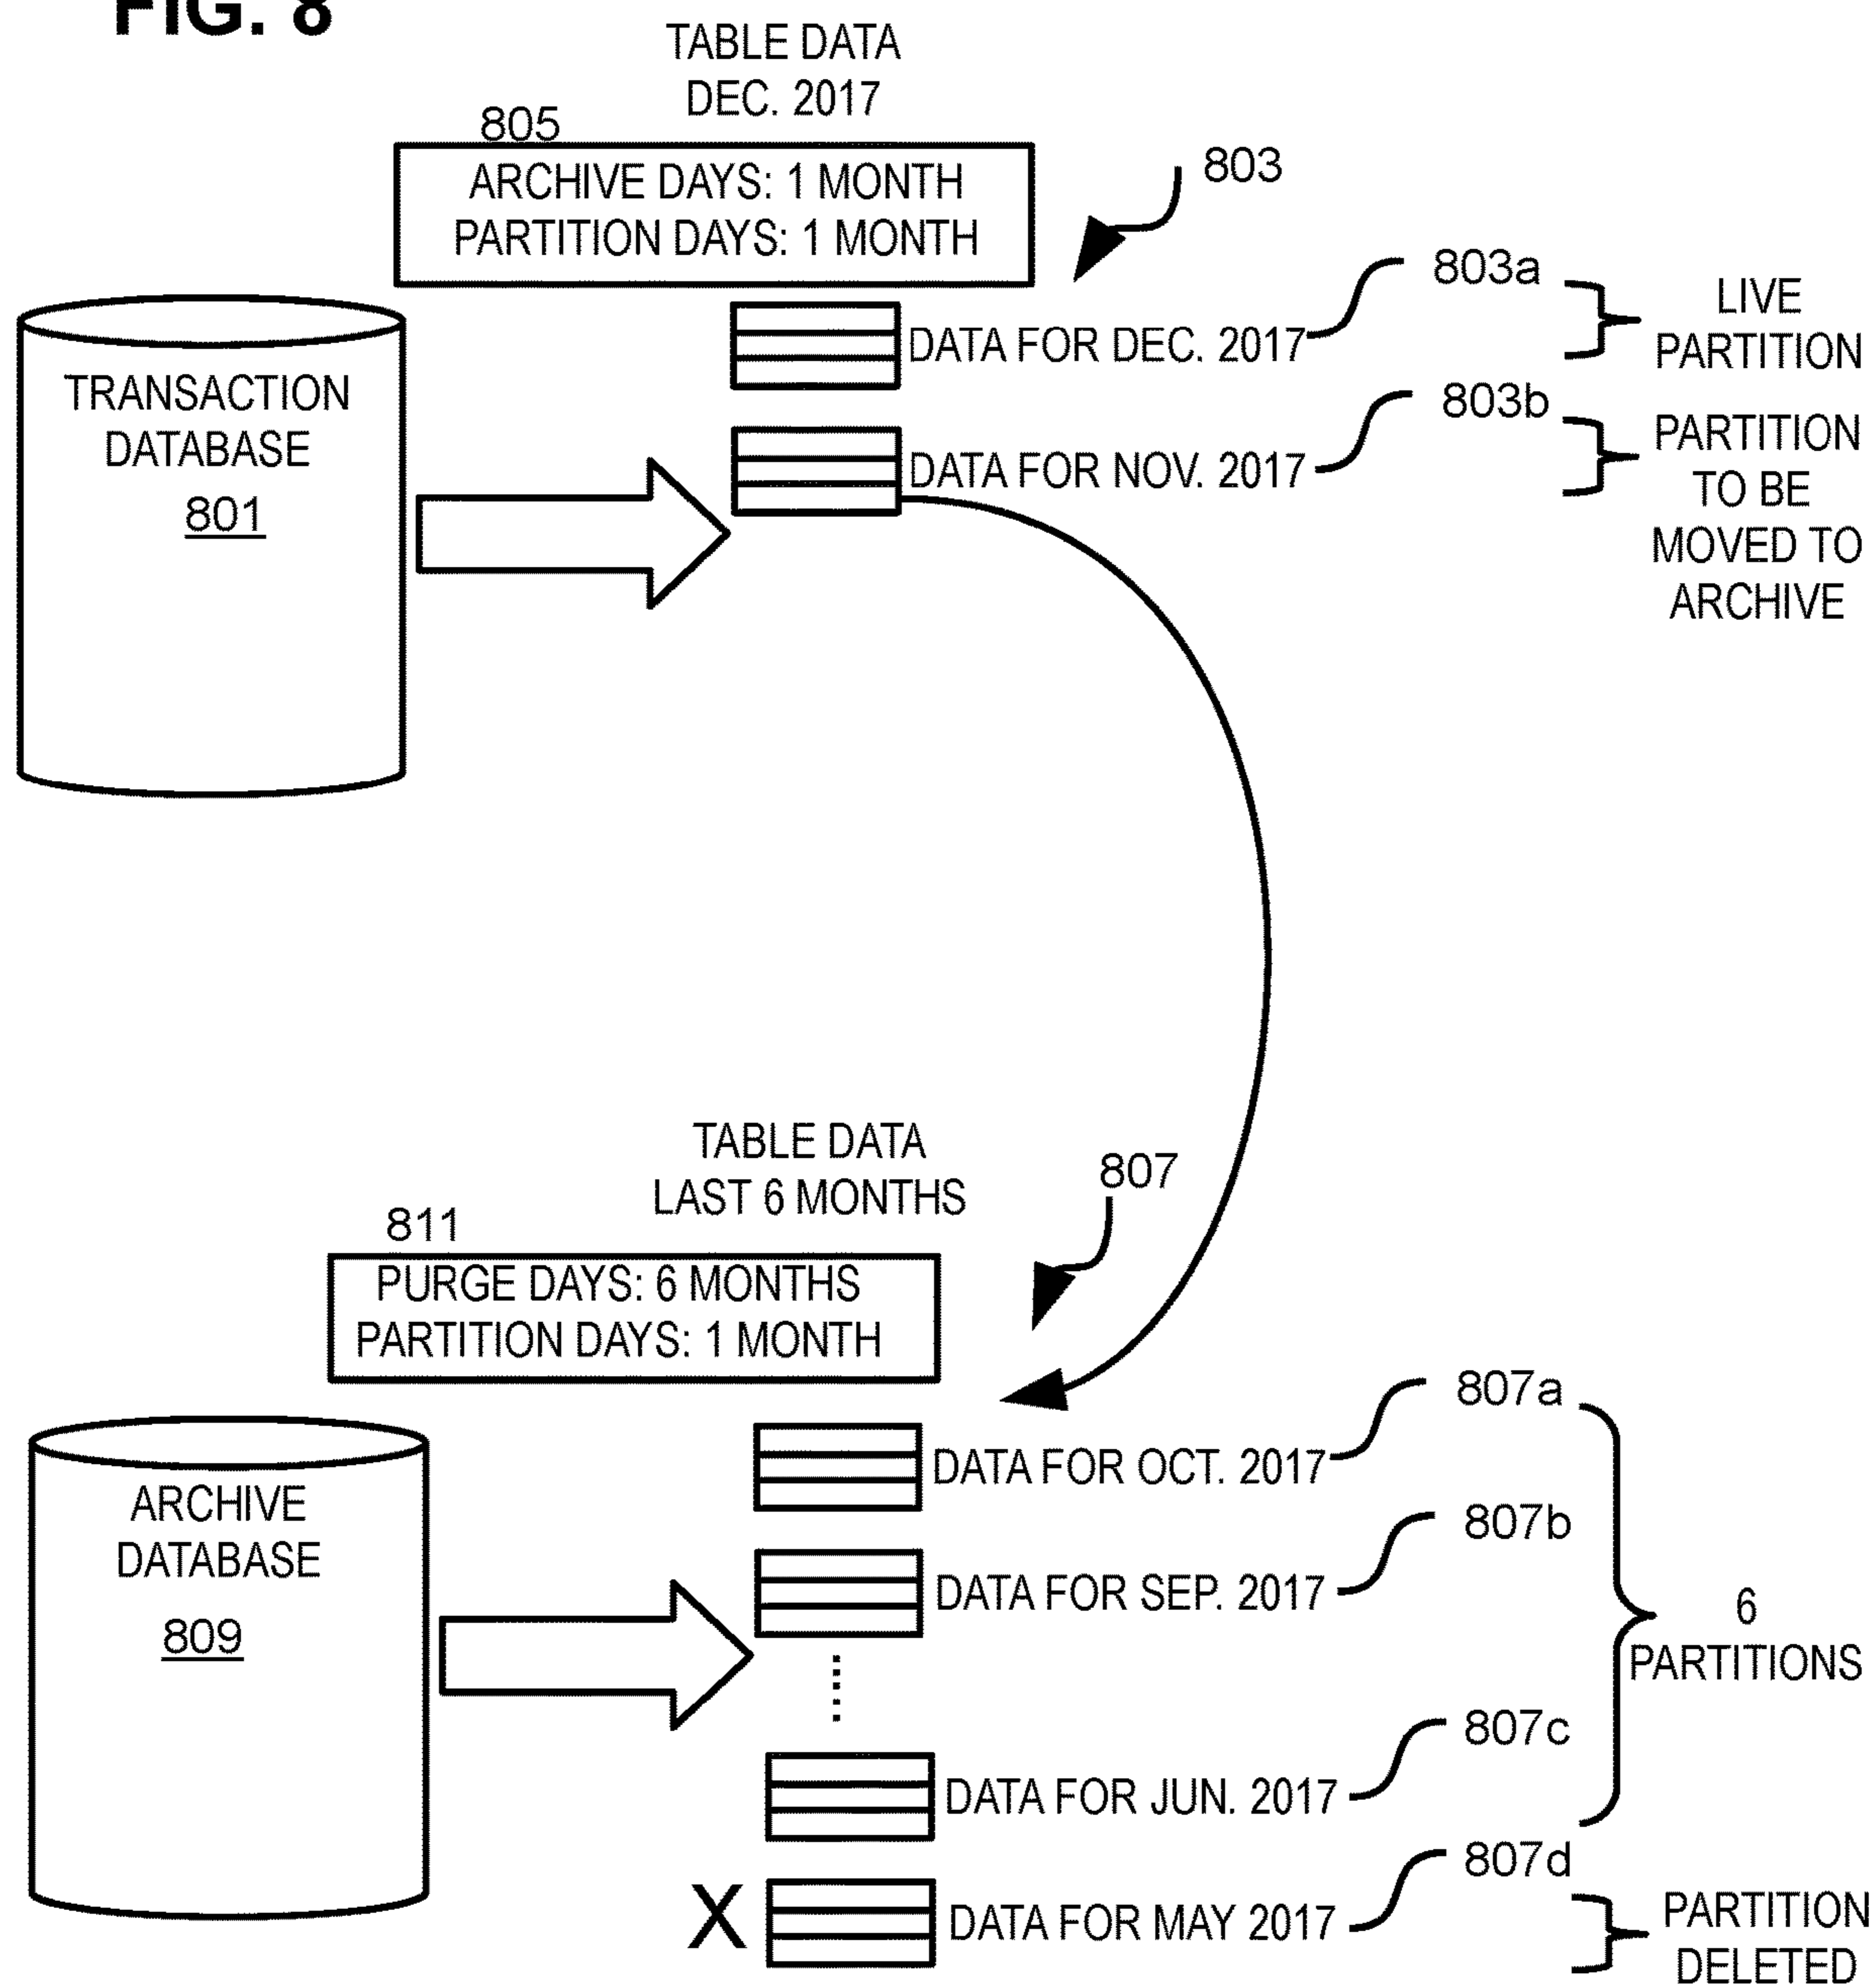 FIG. 8
TABLE DATA
DEC. 2017
805
ARCHIVE DAYS: 1 MONTH
PARTITION DAYS: 1 MONTH
803
TRANSACTION
DATABASE
801
DATA FOR DEC. 2017
803a
LIVE
PARTITION
DATA FOR NOV. 2017
803b
PARTITION
TO BE
MOVED TO
ARCHIVE
TABLE DATA
LAST 6 MONTHS
807
811
PURGE DAYS: 6 MONTHS
PARTITION DAYS: 1 MONTH
ARCHIVE
DATABASE
809
DATA FOR OCT. 2017
807a
DATA FOR SEP. 2017
807b
6
PARTITIONS
DATA FOR JUN. 2017
807c
X
DATA FOR MAY 2017
807d
PARTITION
DELETED